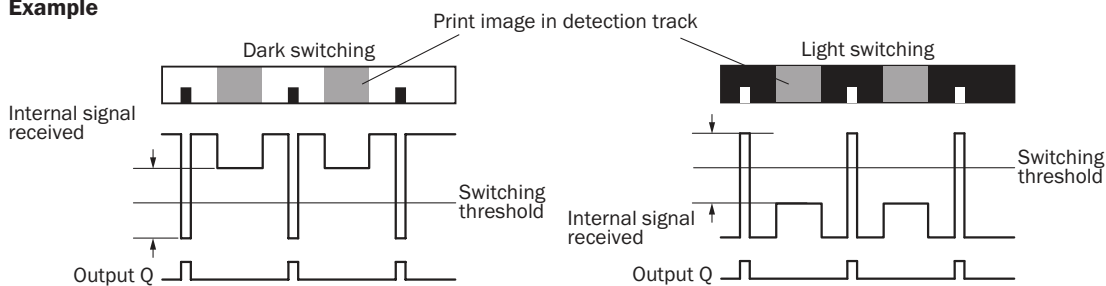 Example
Print image in detection track
Dark switching
Light switching
Internal signal
received
Switching
threshold
Output Q
Switching
threshold
Internal signal
received
Output Q